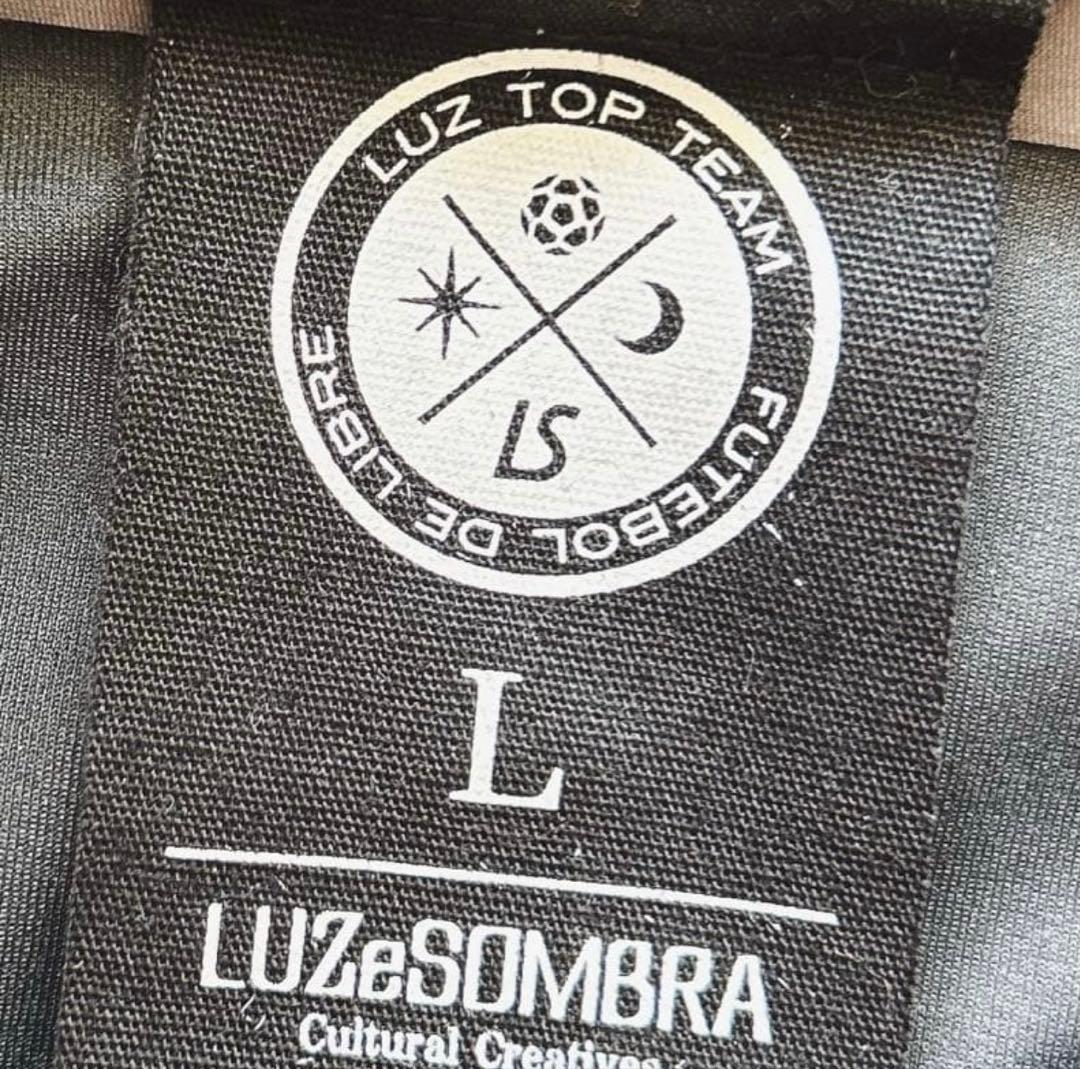 LUZ TOP TEAM
FUTEBOL DE LIBRE
LS
L
LUZeSOMBRA
Cultural Creatives